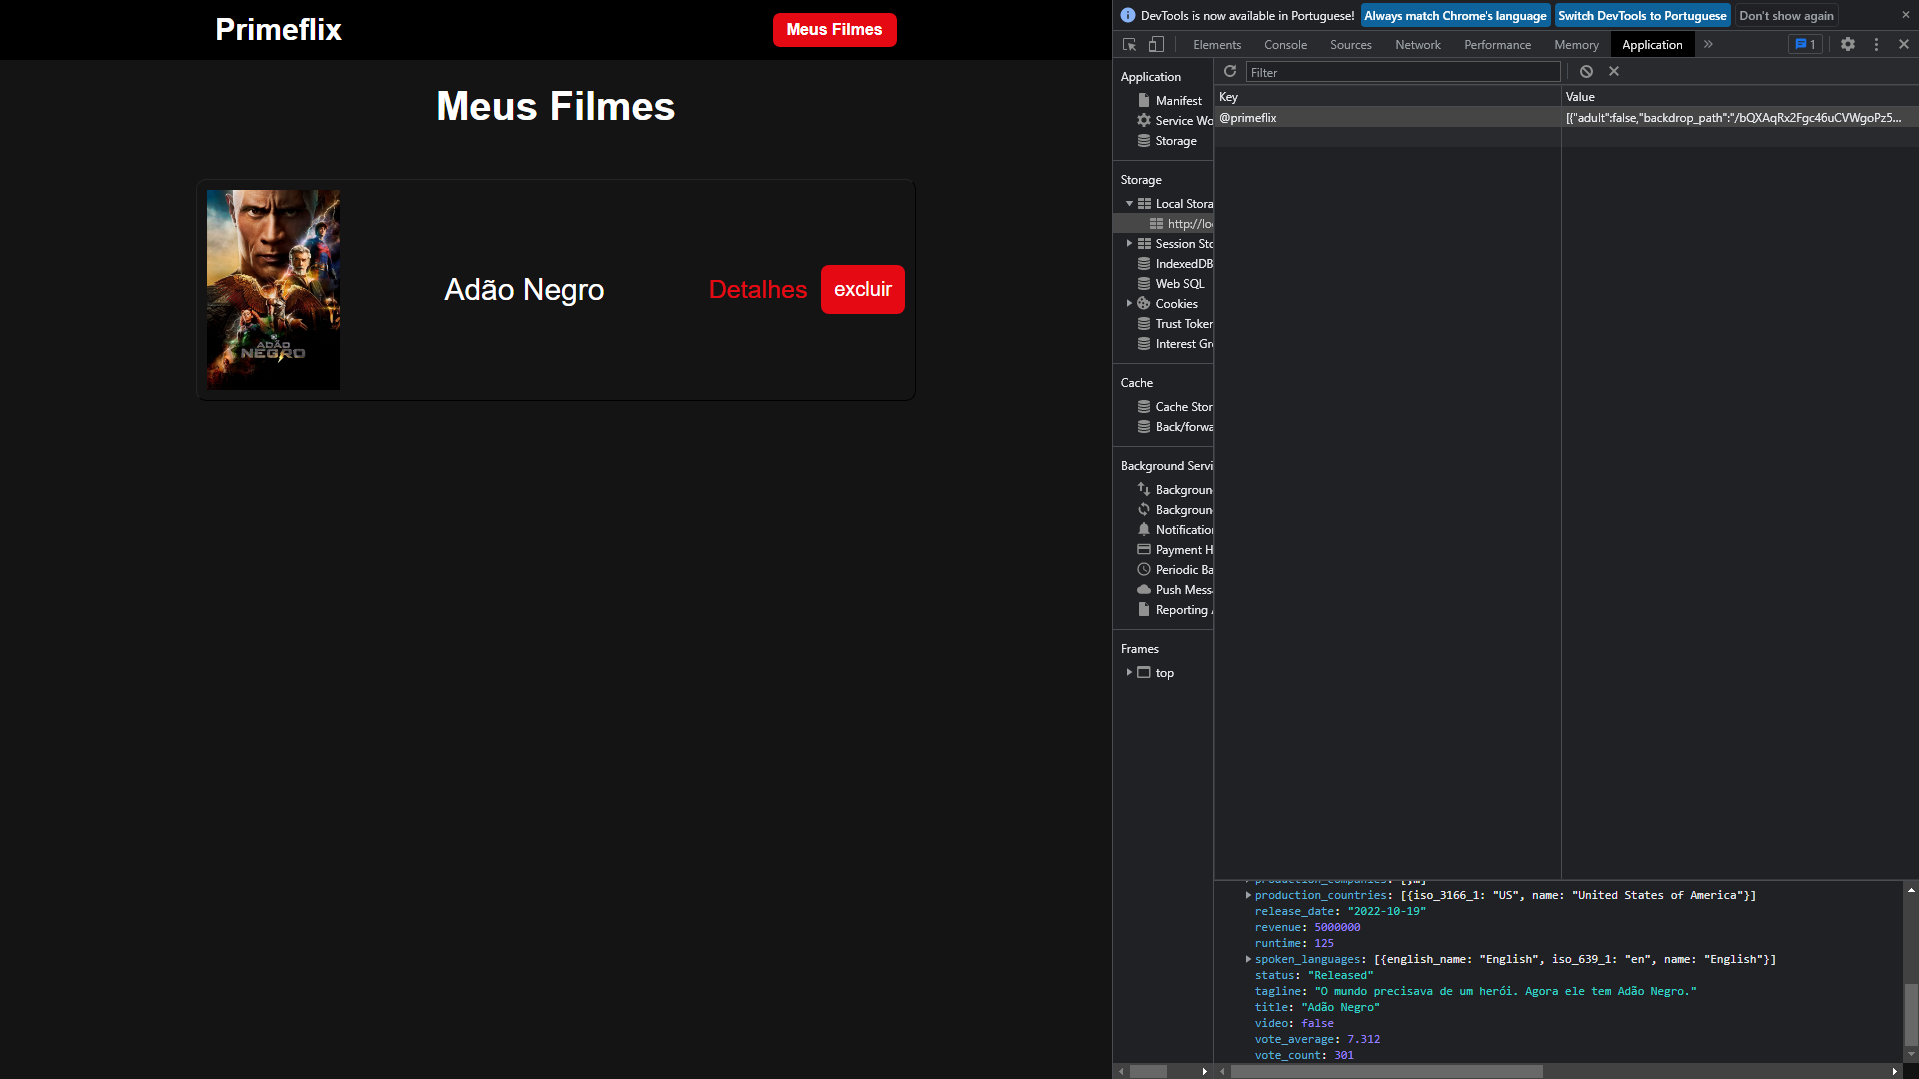 Primeflix
Meus Filmes
Meus Filmes
ADÃO
NEGRO
Adão Negro
Detalhes
excluir
DevTools is now available in Portuguese!
Always match Chrome's language
Switch DevTools to Portuguese
Don't show again
Elements
Console
Sources
Network
Performance
Memory
Application
1
Application
Manifest
Service Wo
Storage
Storage
Local Stora
http://loc
Session Sto
IndexedDB
Web SQL
Cookies
Trust Token
Interest Gr
Cache
Cache Stor
Back/forwa
Background Servi
Background
Background
Notification
Payment H
Periodic Ba
Push Mess
Reporting
Frames
top
Filter
Key
Value
@primeflix
[{"adult":false,"backdrop_path":"/bQXAqRx2Fgc46uCVWgoPz5...
production_companies: [,…]
production_countries: [{iso_3166_1: "US", name: "United States of America"}]
release_date: "2022-10-19"
revenue: 5000000
runtime: 125
spoken_languages: [{english_name: "English", iso_639_1: "en", name: "English"}]
status: "Released"
tagline: "O mundo precisava de um herói. Agora ele tem Adão Negro."
title: "Adão Negro"
video: false
vote_average: 7.312
vote_count: 301